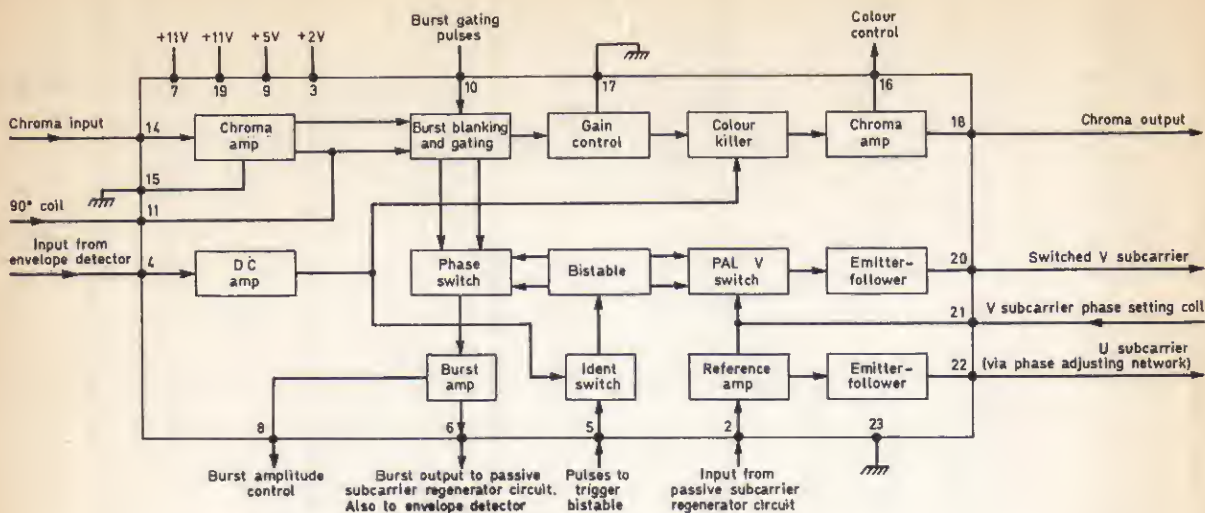 +11V
+11V
+5V
+2V
Burst gating
pulses
Colour
control
7
19
9
3
10
17
16
Chroma input
14
Chroma
amp
Burst blanking
and gating
Gain
control
Colour
killer
Chroma
amp
18
Chroma output
15
90° coil
11
Input from
envelope detector
4
DC
amp
Phase
switch
Bistable
PAL V
switch
Emitter-
follower
20
Switched V subcarrier
21
V subcarrier phase setting coil
Burst
amp
Ident
switch
Reference
amp
Emitter-
follower
22
U subcarrier
(via phase adjusting network)
8
6
5
2
23
Burst amplitude
control
Burst output to passive
subcarrier regenerator circuit.
Also to envelope detector
Pulses to
trigger
bistable
Input from
passive subcarrier
regenerator circuit